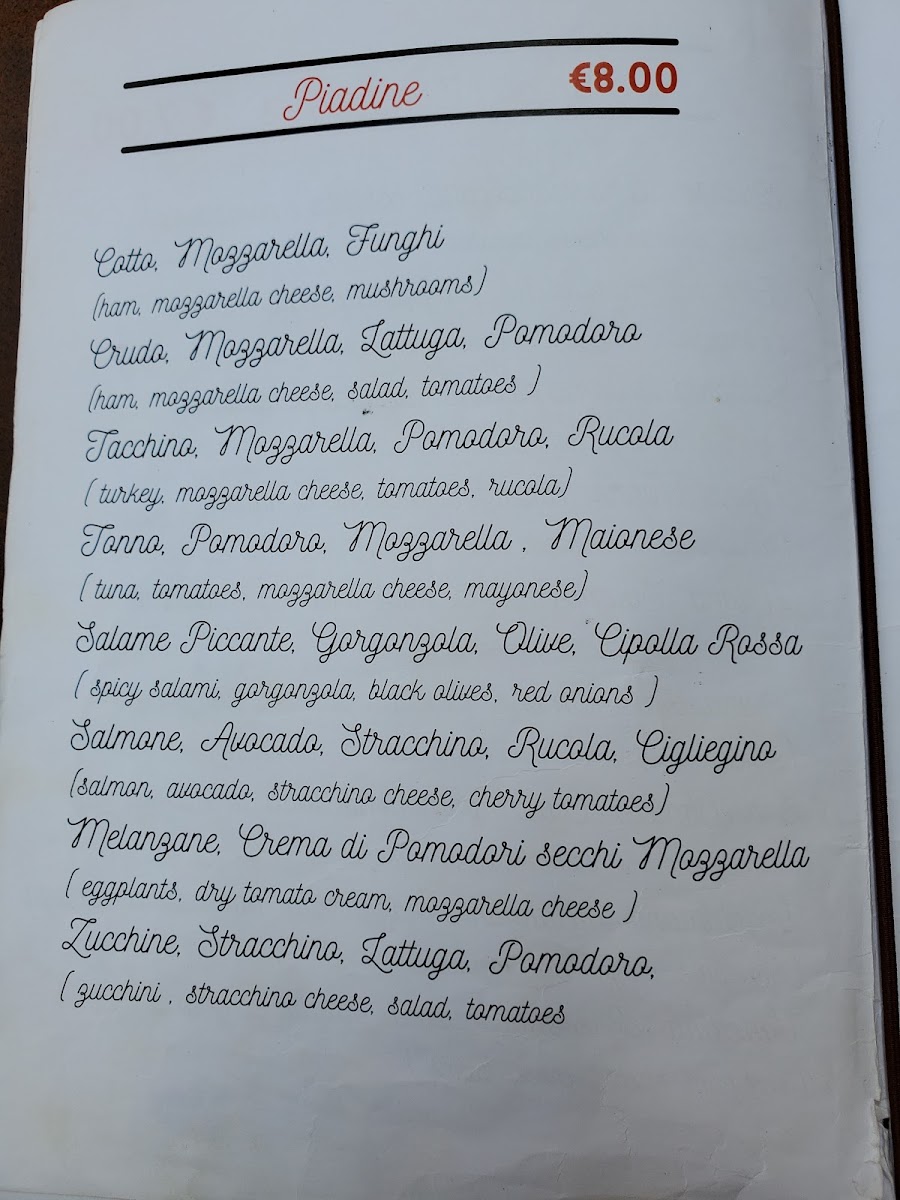 Piadine €8.00
Cotto, Mozzarella, Funghi
(ham, mozzarella cheese, mushrooms)
Crudo, Mozzarella, Lattuga, Pomodoro
(ham, mozzarella cheese, salad, tomatoes )
Tacchino, Mozzarella, Pomodoro, Rucola
( turkey, mozzarella cheese, tomatoes, rucola)
Tonno, Pomodoro, Mozzarella , Maionese
( tuna, tomatoes, mozzarella cheese, mayonese)
Salame Piccante, Gorgonzola, Olive, Cipolla Rossa
( spicy salami, gorgonzola, black olives, red onions )
Salmone, Avocado, Stracchino, Rucola, Cigliegino
(salmon, avocado, stracchino cheese, cherry tomatoes)
Melanzane, Crema di Pomodori secchi Mozzarella
( eggplants, dry tomato cream, mozzarella cheese )
Zucchine, Stracchino, Lattuga, Pomodoro,
( zucchini , stracchino cheese, salad, tomatoes